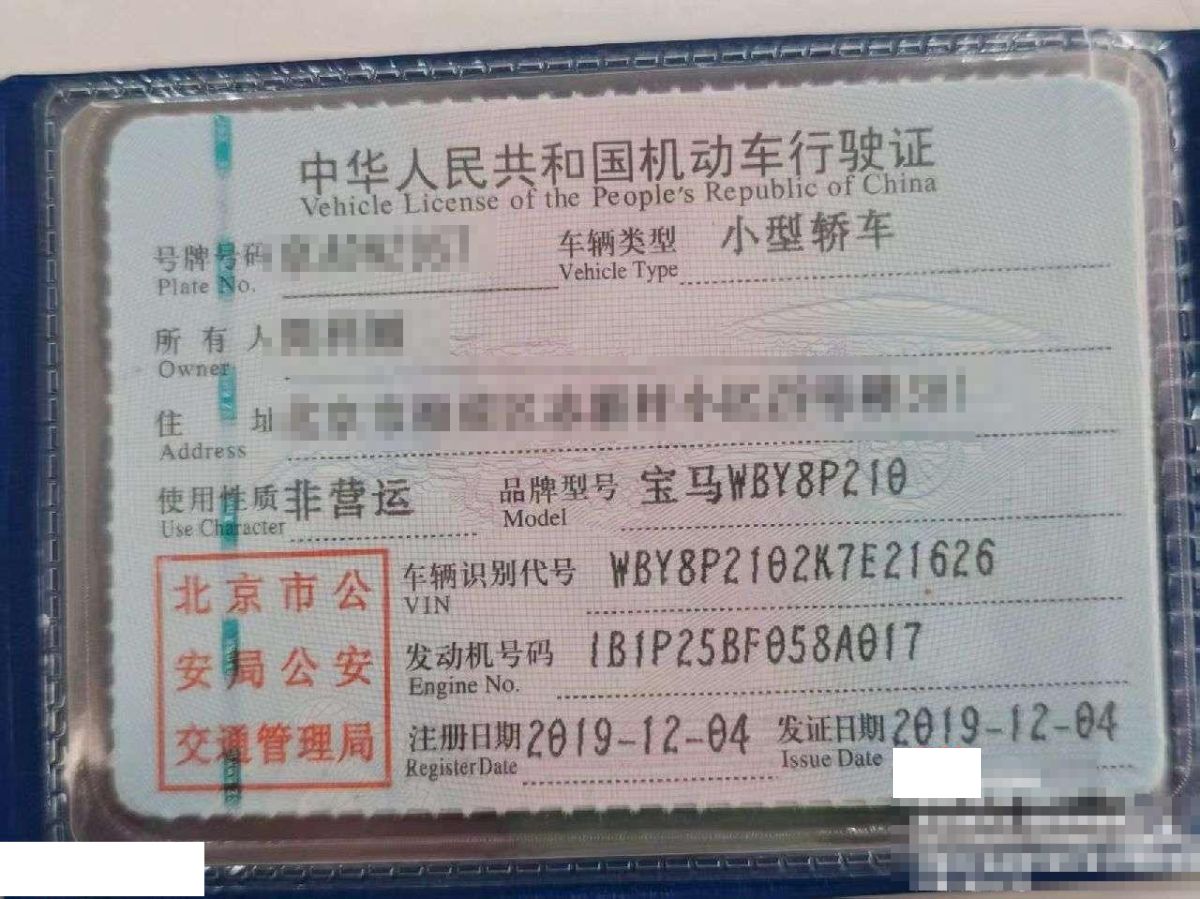 中华人民共和国机动车行驶证
Vehicle License of the People's Republic of China
号牌号码 车辆类型 小型轿车
Plate No. Vehicle Type
所有人
Owner
住址
Address
使用性质 非营运 品牌型号 宝马WBY8P210
Use Character Model
车辆识别代号 WBY8P2102K7E21626
VIN
发动机号码 1B1P25BF058A017
Engine No.
注册日期 2019-12-04 发证日期 2019-12-04
Register Date Issue Date
北京市公
安局公安
交通管理局